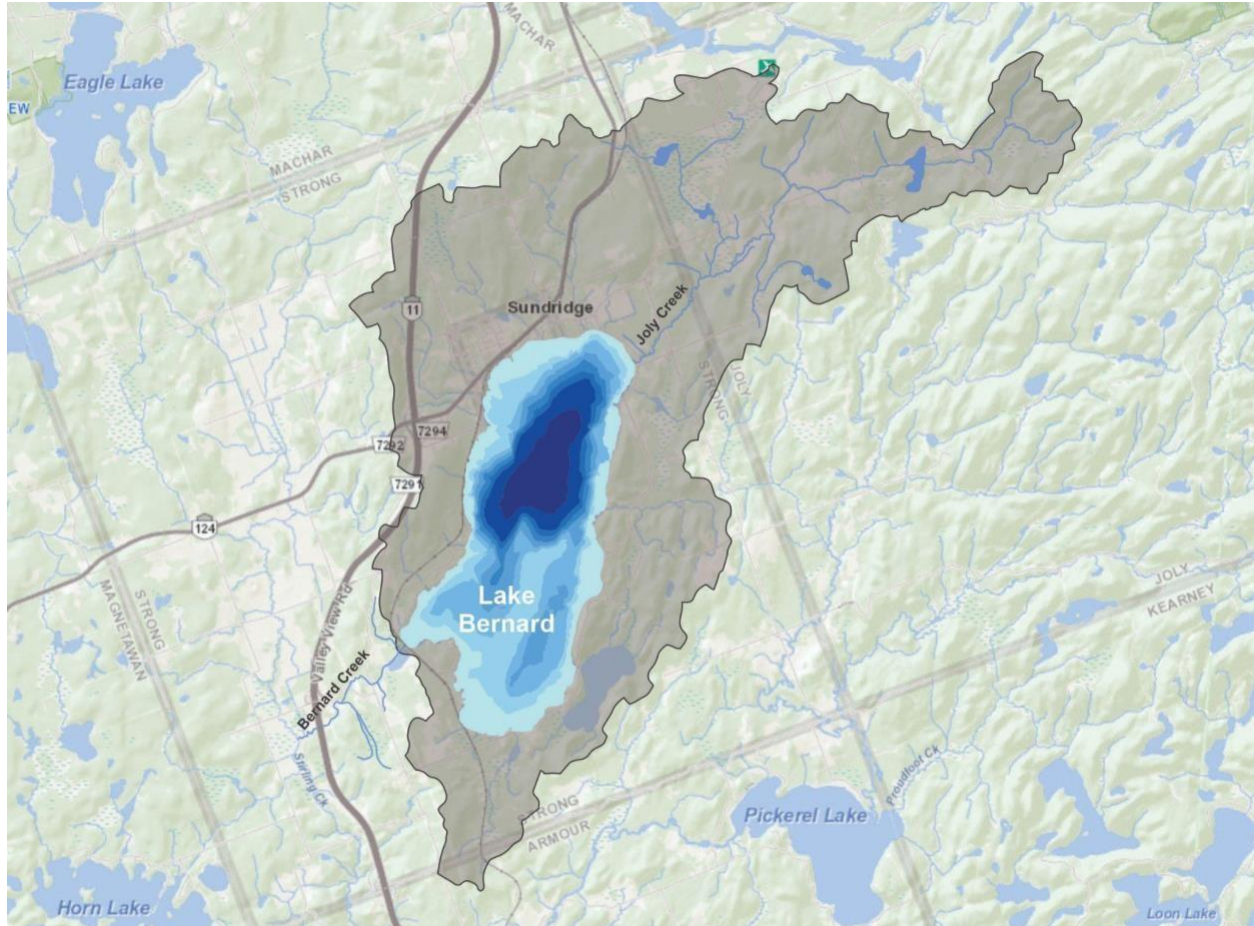 MACHAR
MACHAR
Eagle Lake
EW
MACHAR
STRONG
11
Sundridge
Joly Creek
JOLY
STRONG
7294
7292
7291
124
STRONG
MAGNETAWAN
Lake
Bernard
Valley View Rd
Bernard Creek
Stirling Ck
JOLY
KEARNEY
Proudfoot Ck
STRONG
ARMOUR
Pickerel Lake
Horn Lake
Loon Lake